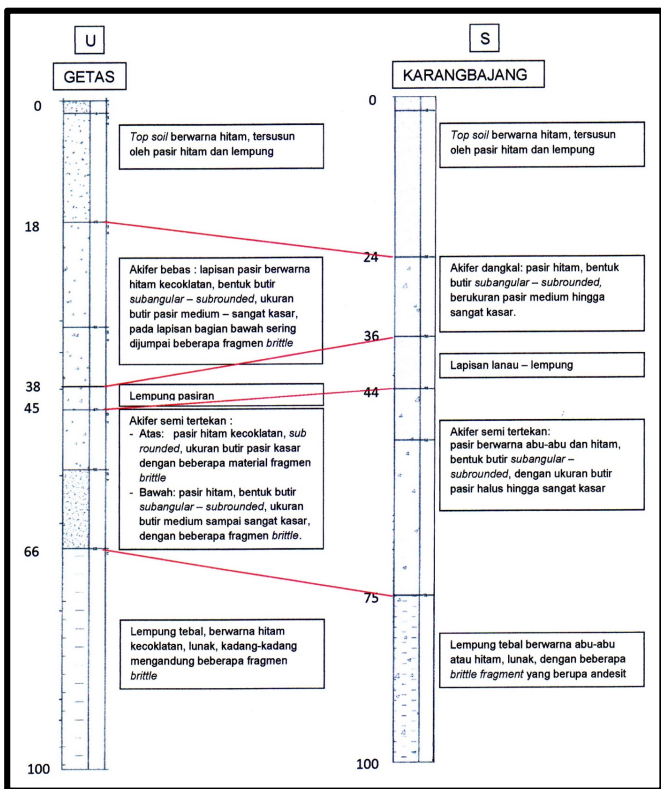 U
GETAS
0
Top soil berwarna hitam, tersusun
oleh pasir hitam dan lempung
18
Akifer bebas : lapisan pasir berwarna
hitam kecoklatan, bentuk butir
subangular – subrounded, ukuran
butir pasir medium – sangat kasar,
pada lapisan bagian bawah sering
dijumpai beberapa fragmen brittle
38
Lempung pasiran
45
Akifer semi tertekan :
- Atas: pasir hitam kecoklatan, sub
rounded, ukuran butir pasir kasar
dengan beberapa material fragmen
brittle
- Bawah: pasir hitam, bentuk butir
subangular – subrounded, ukuran
butir medium sampai sangat kasar,
dengan beberapa fragmen brittle.
66
Lempung tebal, berwarna hitam
kecoklatan, lunak, kadang-kadang
mengandung beberapa fragmen
brittle
100
S
KARANGBAJANG
0
Top soil berwarna hitam, tersusun
oleh pasir hitam dan lempung
24
Akifer dangkal: pasir hitam, bentuk
butir subangular – subrounded,
berukuran pasir medium hingga
sangat kasar.
36
Lapisan lanau – lempung
44
Akifer semi tertekan:
pasir berwarna abu-abu dan hitam,
bentuk butir subangular –
subrounded, dengan ukuran butir
pasir halus hingga sangat kasar
75
Lempung tebal berwarna abu-abu
atau hitam, lunak, dengan beberapa
brittle fragment yang berupa andesit
100